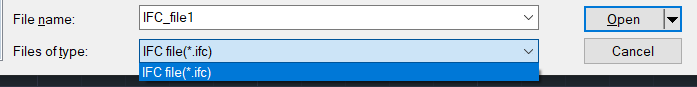 File name: IFC_file1 Open
Files of type: IFC file(*.ifc) Cancel
IFC file(*.ifc)